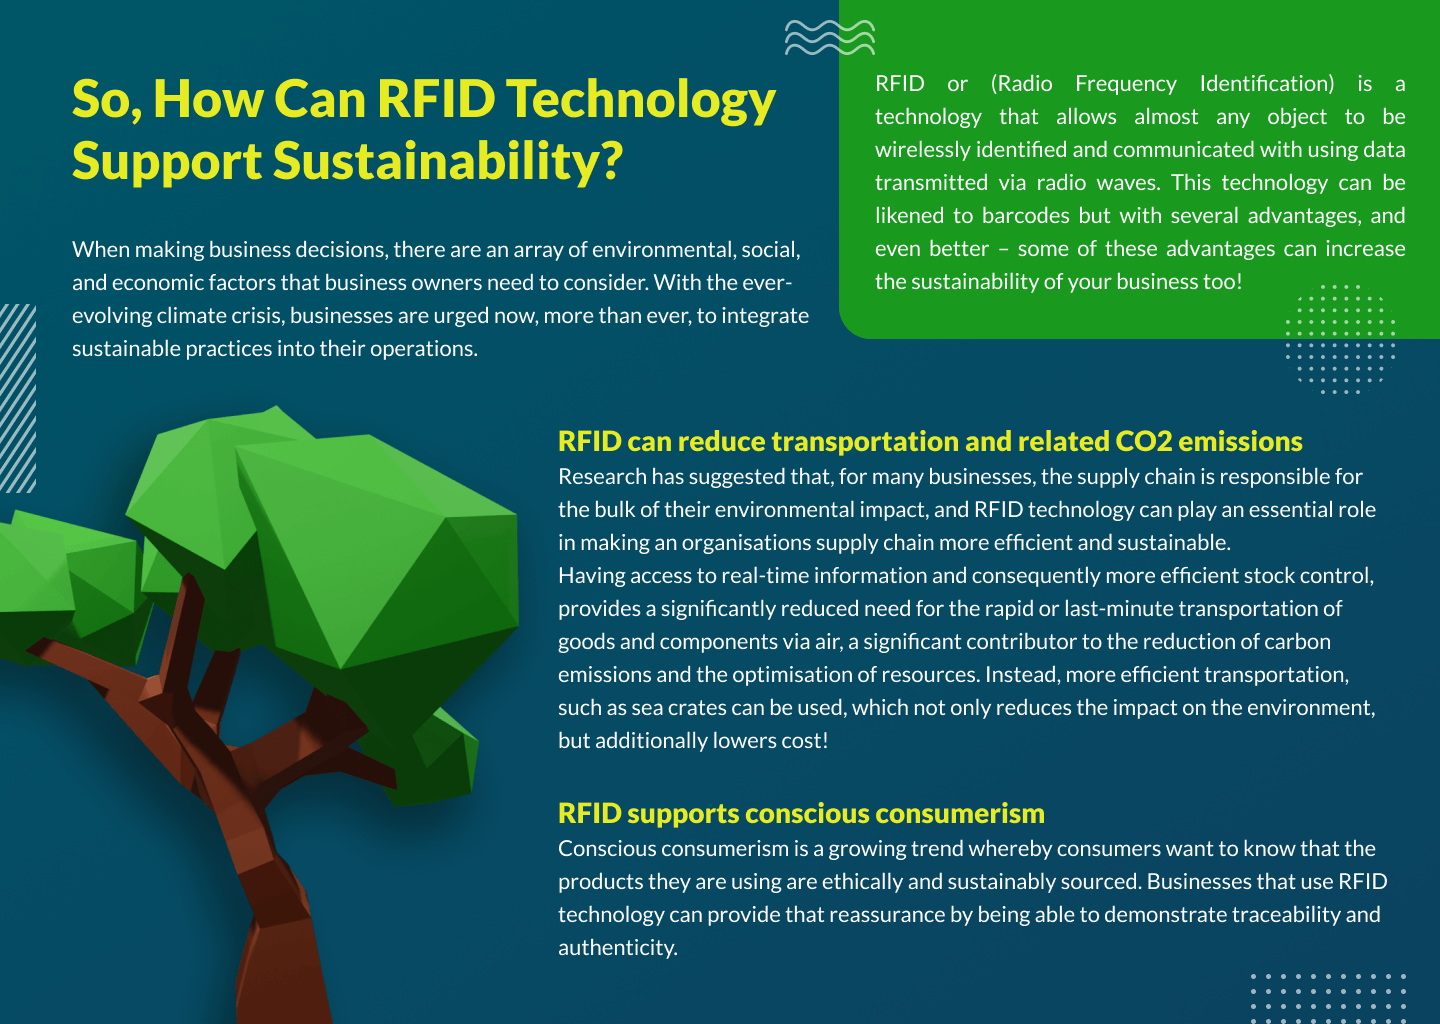 So, How Can RFID Technology
Support Sustainability?
When making business decisions, there are an array of environmental, social,
and economic factors that business owners need to consider. With the ever-
evolving climate crisis, businesses are urged now, more than ever, to integrate
sustainable practices into their operations.
RFID or (Radio Frequency Identification) is a
technology that allows almost any object to be
wirelessly identified and communicated with using data
transmitted via radio waves. This technology can be
likened to barcodes but with several advantages, and
even better – some of these advantages can increase
the sustainability of your business too!
RFID can reduce transportation and related CO2 emissions
Research has suggested that, for many businesses, the supply chain is responsible for
the bulk of their environmental impact, and RFID technology can play an essential role
in making an organisations supply chain more efficient and sustainable.
Having access to real-time information and consequently more efficient stock control,
provides a significantly reduced need for the rapid or last-minute transportation of
goods and components via air, a significant contributor to the reduction of carbon
emissions and the optimisation of resources. Instead, more efficient transportation,
such as sea crates can be used, which not only reduces the impact on the environment,
but additionally lowers cost!
RFID supports conscious consumerism
Conscious consumerism is a growing trend whereby consumers want to know that the
products they are using are ethically and sustainably sourced. Businesses that use RFID
technology can provide that reassurance by being able to demonstrate traceability and
authenticity.